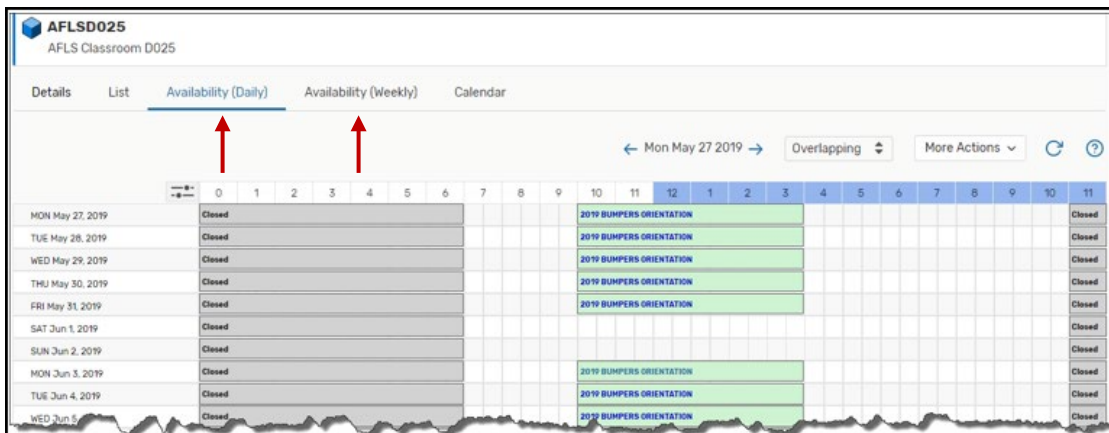 AFLSD025
AFLS Classroom D025
Details List Availability (Daily) Availability (Weekly) Calendar
Mon May 27 2019 Overlapping More Actions
0 1 2 3 4 5 6 7 8 9 10 11 12 1 2 3 4 5 6 7 8 9 10 11
MON May 27, 2019 Closed 2019 BUMPERS ORIENTATION Closed
TUE May 28, 2019 Closed 2019 BUMPERS ORIENTATION Closed
WED May 29, 2019 Closed 2019 BUMPERS ORIENTATION Closed
THU May 30, 2019 Closed 2019 BUMPERS ORIENTATION Closed
FRI May 31, 2019 Closed 2019 BUMPERS ORIENTATION Closed
SAT Jun 1, 2019 Closed Closed
SUN Jun 2, 2019 Closed Closed
MON Jun 3, 2019 Closed 2019 BUMPERS ORIENTATION Closed
TUE Jun 4, 2019 Closed 2019 BUMPERS ORIENTATION Closed
WED Jun 5 Closed 2019 BUMPERS ORIENTATION Closed